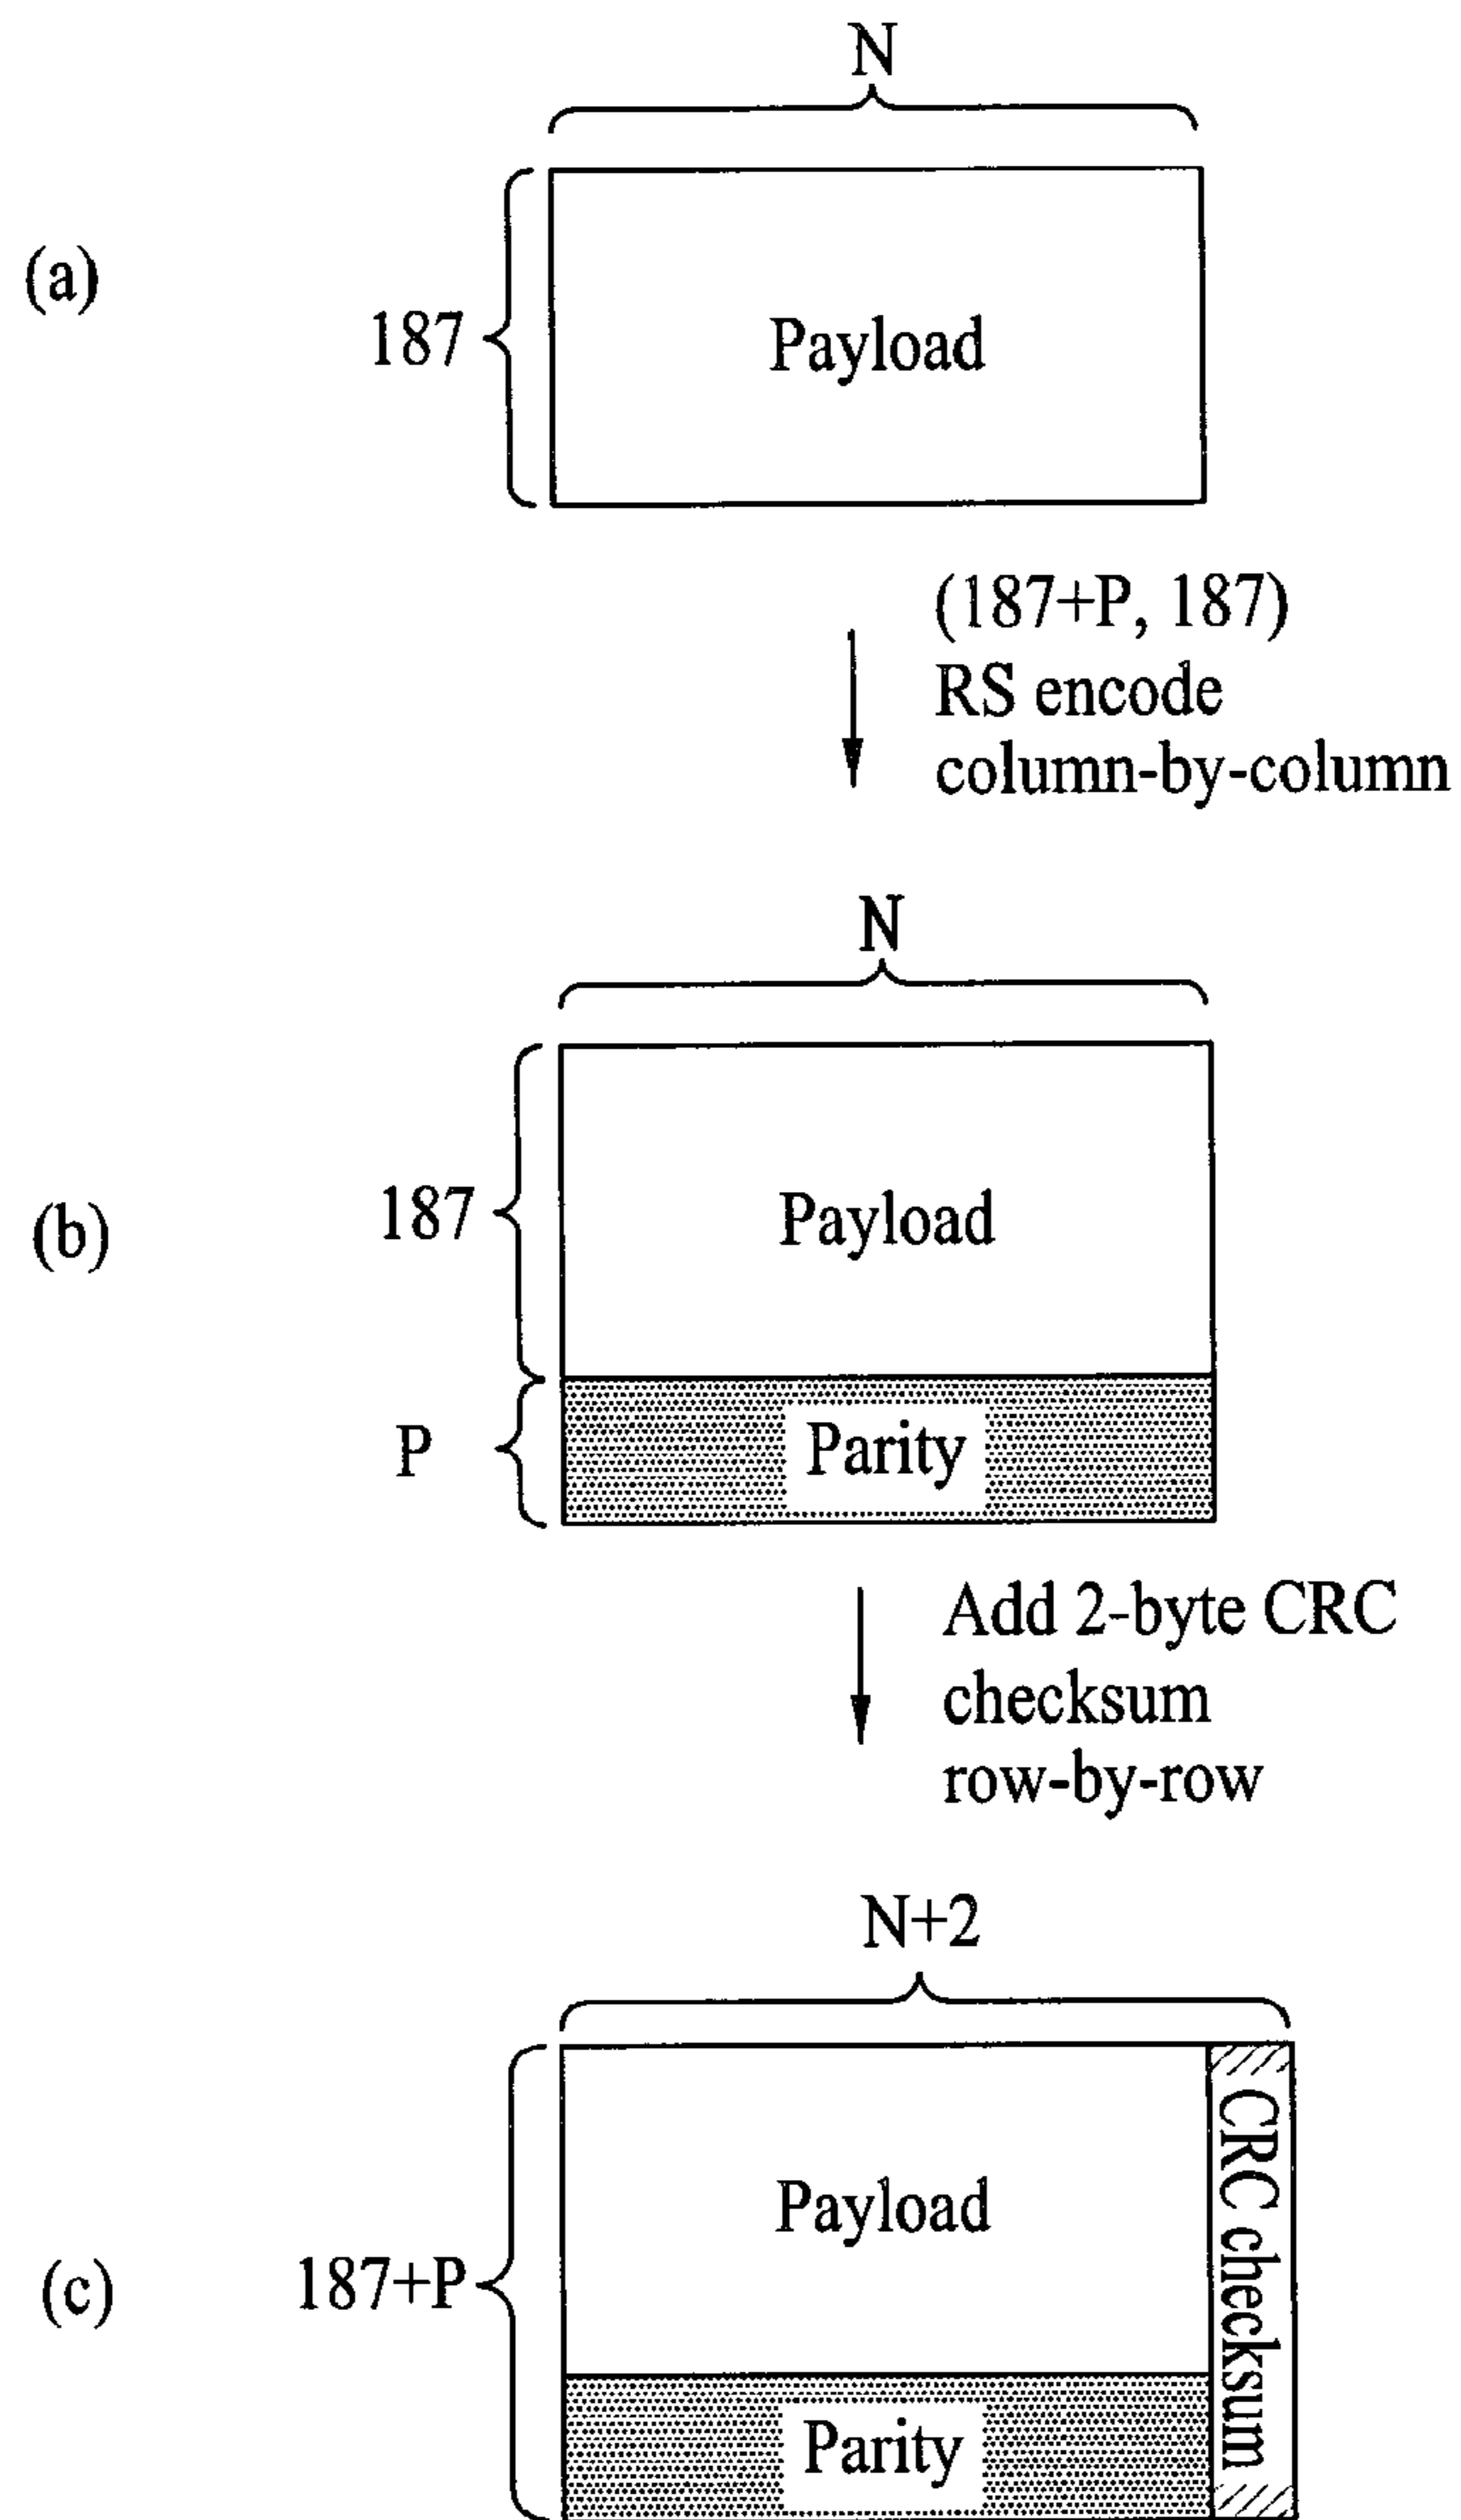 N
(a)
187
Payload
(187+P, 187)
RS encode
column-by-column
N
187
Payload
(b)
P
Parity
Add 2-byte CRC
checksum
row-by-row
N+2
Payload
CRC checksum
(c)
187+P
Parity